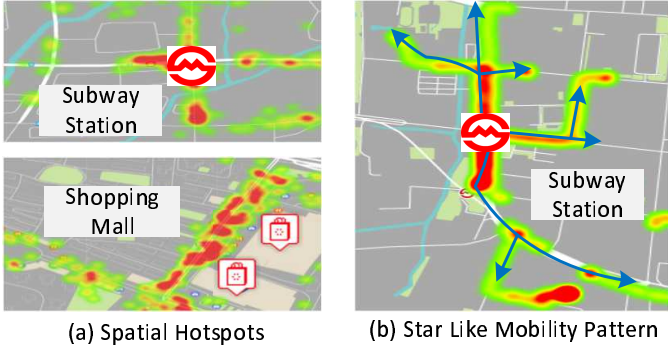 Subway
Station
Shopping
Mall
(a) Spatial Hotspots
Subway
Station
(b) Star Like Mobility Pattern